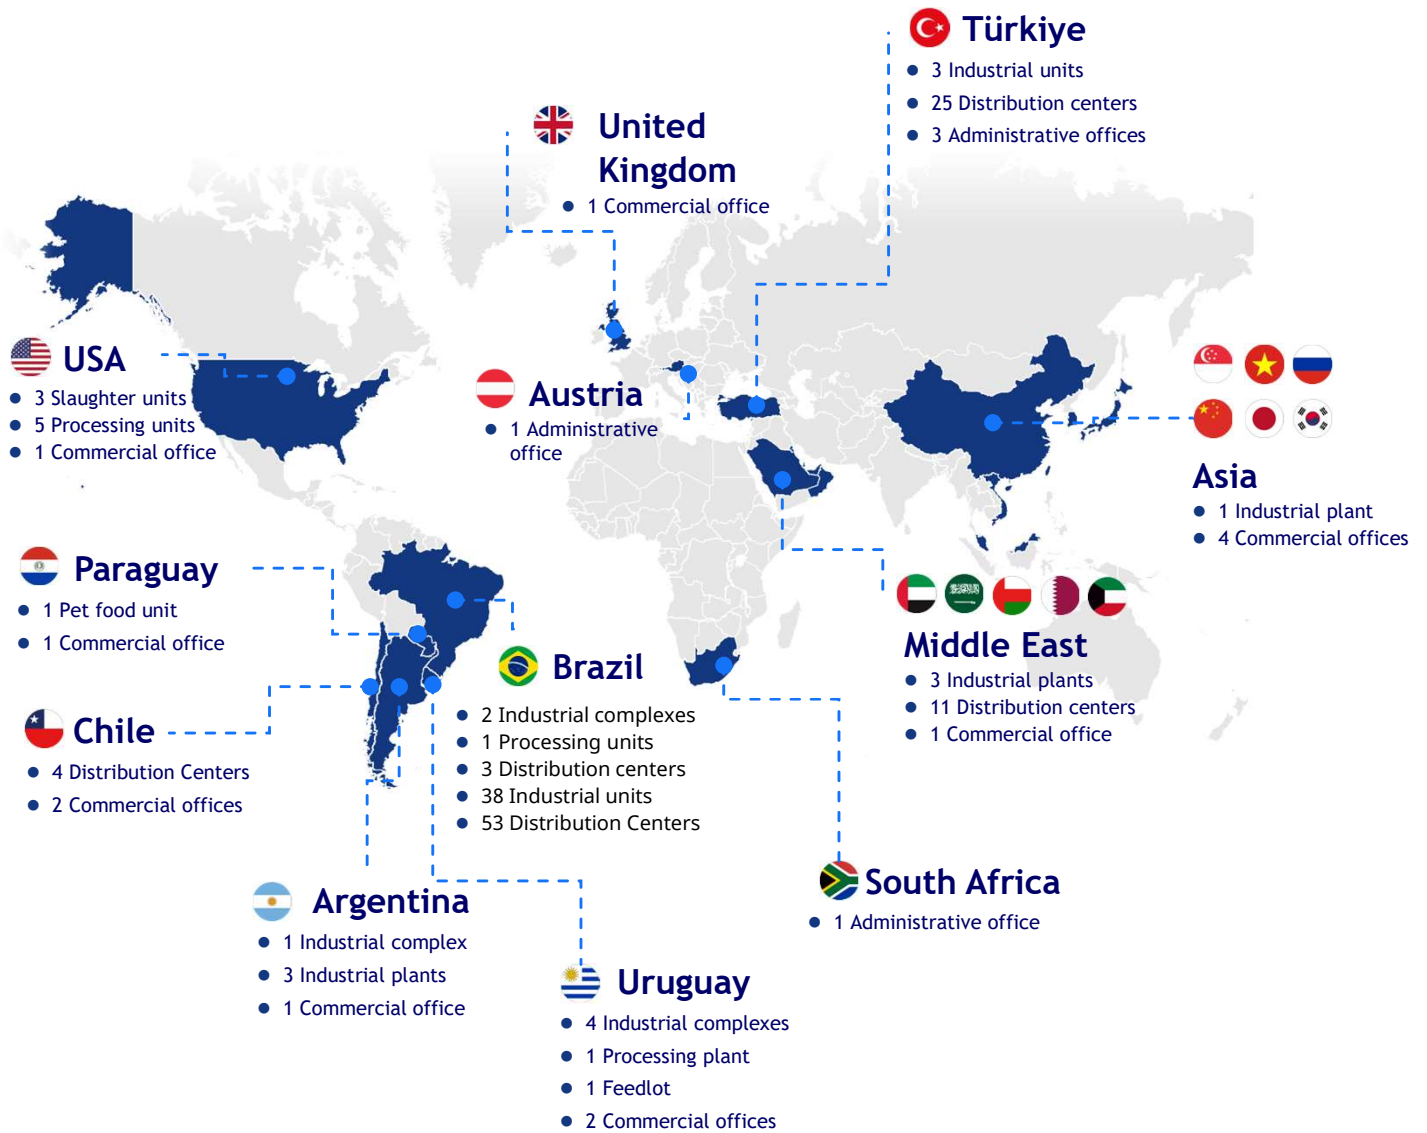 Türkiye
3 Industrial units
25 Distribution centers
3 Administrative offices
United
Kingdom
1 Commercial office
USA
3 Slaughter units
5 Processing units
1 Commercial office
Austria
1 Administrative
office
Asia
1 Industrial plant
4 Commercial offices
Paraguay
1 Pet food unit
1 Commercial office
Middle East
3 Industrial plants
11 Distribution centers
1 Commercial office
Brazil
2 Industrial complexes
1 Processing units
3 Distribution centers
38 Industrial units
53 Distribution Centers
Chile
4 Distribution Centers
2 Commercial offices
South Africa
1 Administrative office
Argentina
1 Industrial complex
3 Industrial plants
1 Commercial office
Uruguay
4 Industrial complexes
1 Processing plant
1 Feedlot
2 Commercial offices